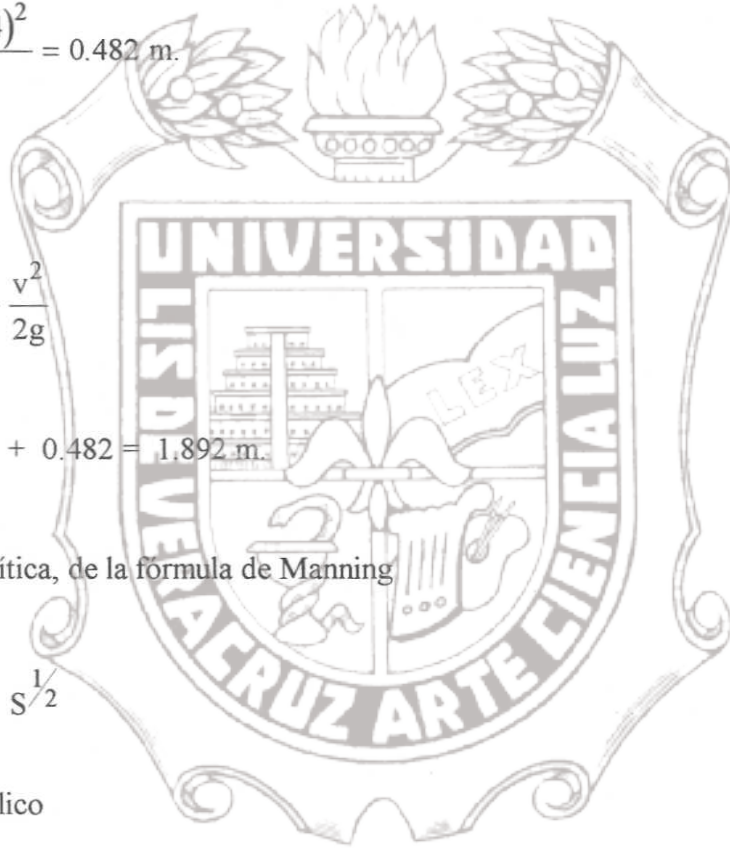 )² = 0.482 m.
UNIVERSIDAD
v²
2g
LEX
+ 0.482 = 1.892 m.
ítica, de la fórmula de Manning
S^1/2
lico
LIS DE VERACRUZ ARTE CIENCIA LUZ